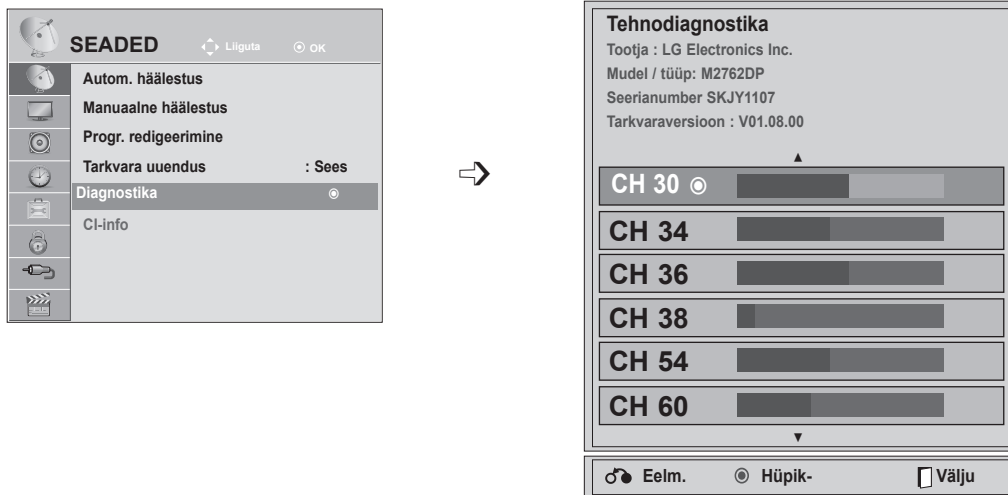 SEADED
Liiguta
OK
Autom. häälestus
Manuaalne häälestus
Progr. redigeerimine
Tarkvara uuendus : Sees
Diagnostika
CI-info
Tehnodiagnostika
Tootja : LG Electronics Inc.
Mudel / tüüp: M2762DP
Seerianumber SKJY1107
Tarkvaraversioon : V01.08.00
CH 30
CH 34
CH 36
CH 38
CH 54
CH 60
Eelm. Hüpik- Välju